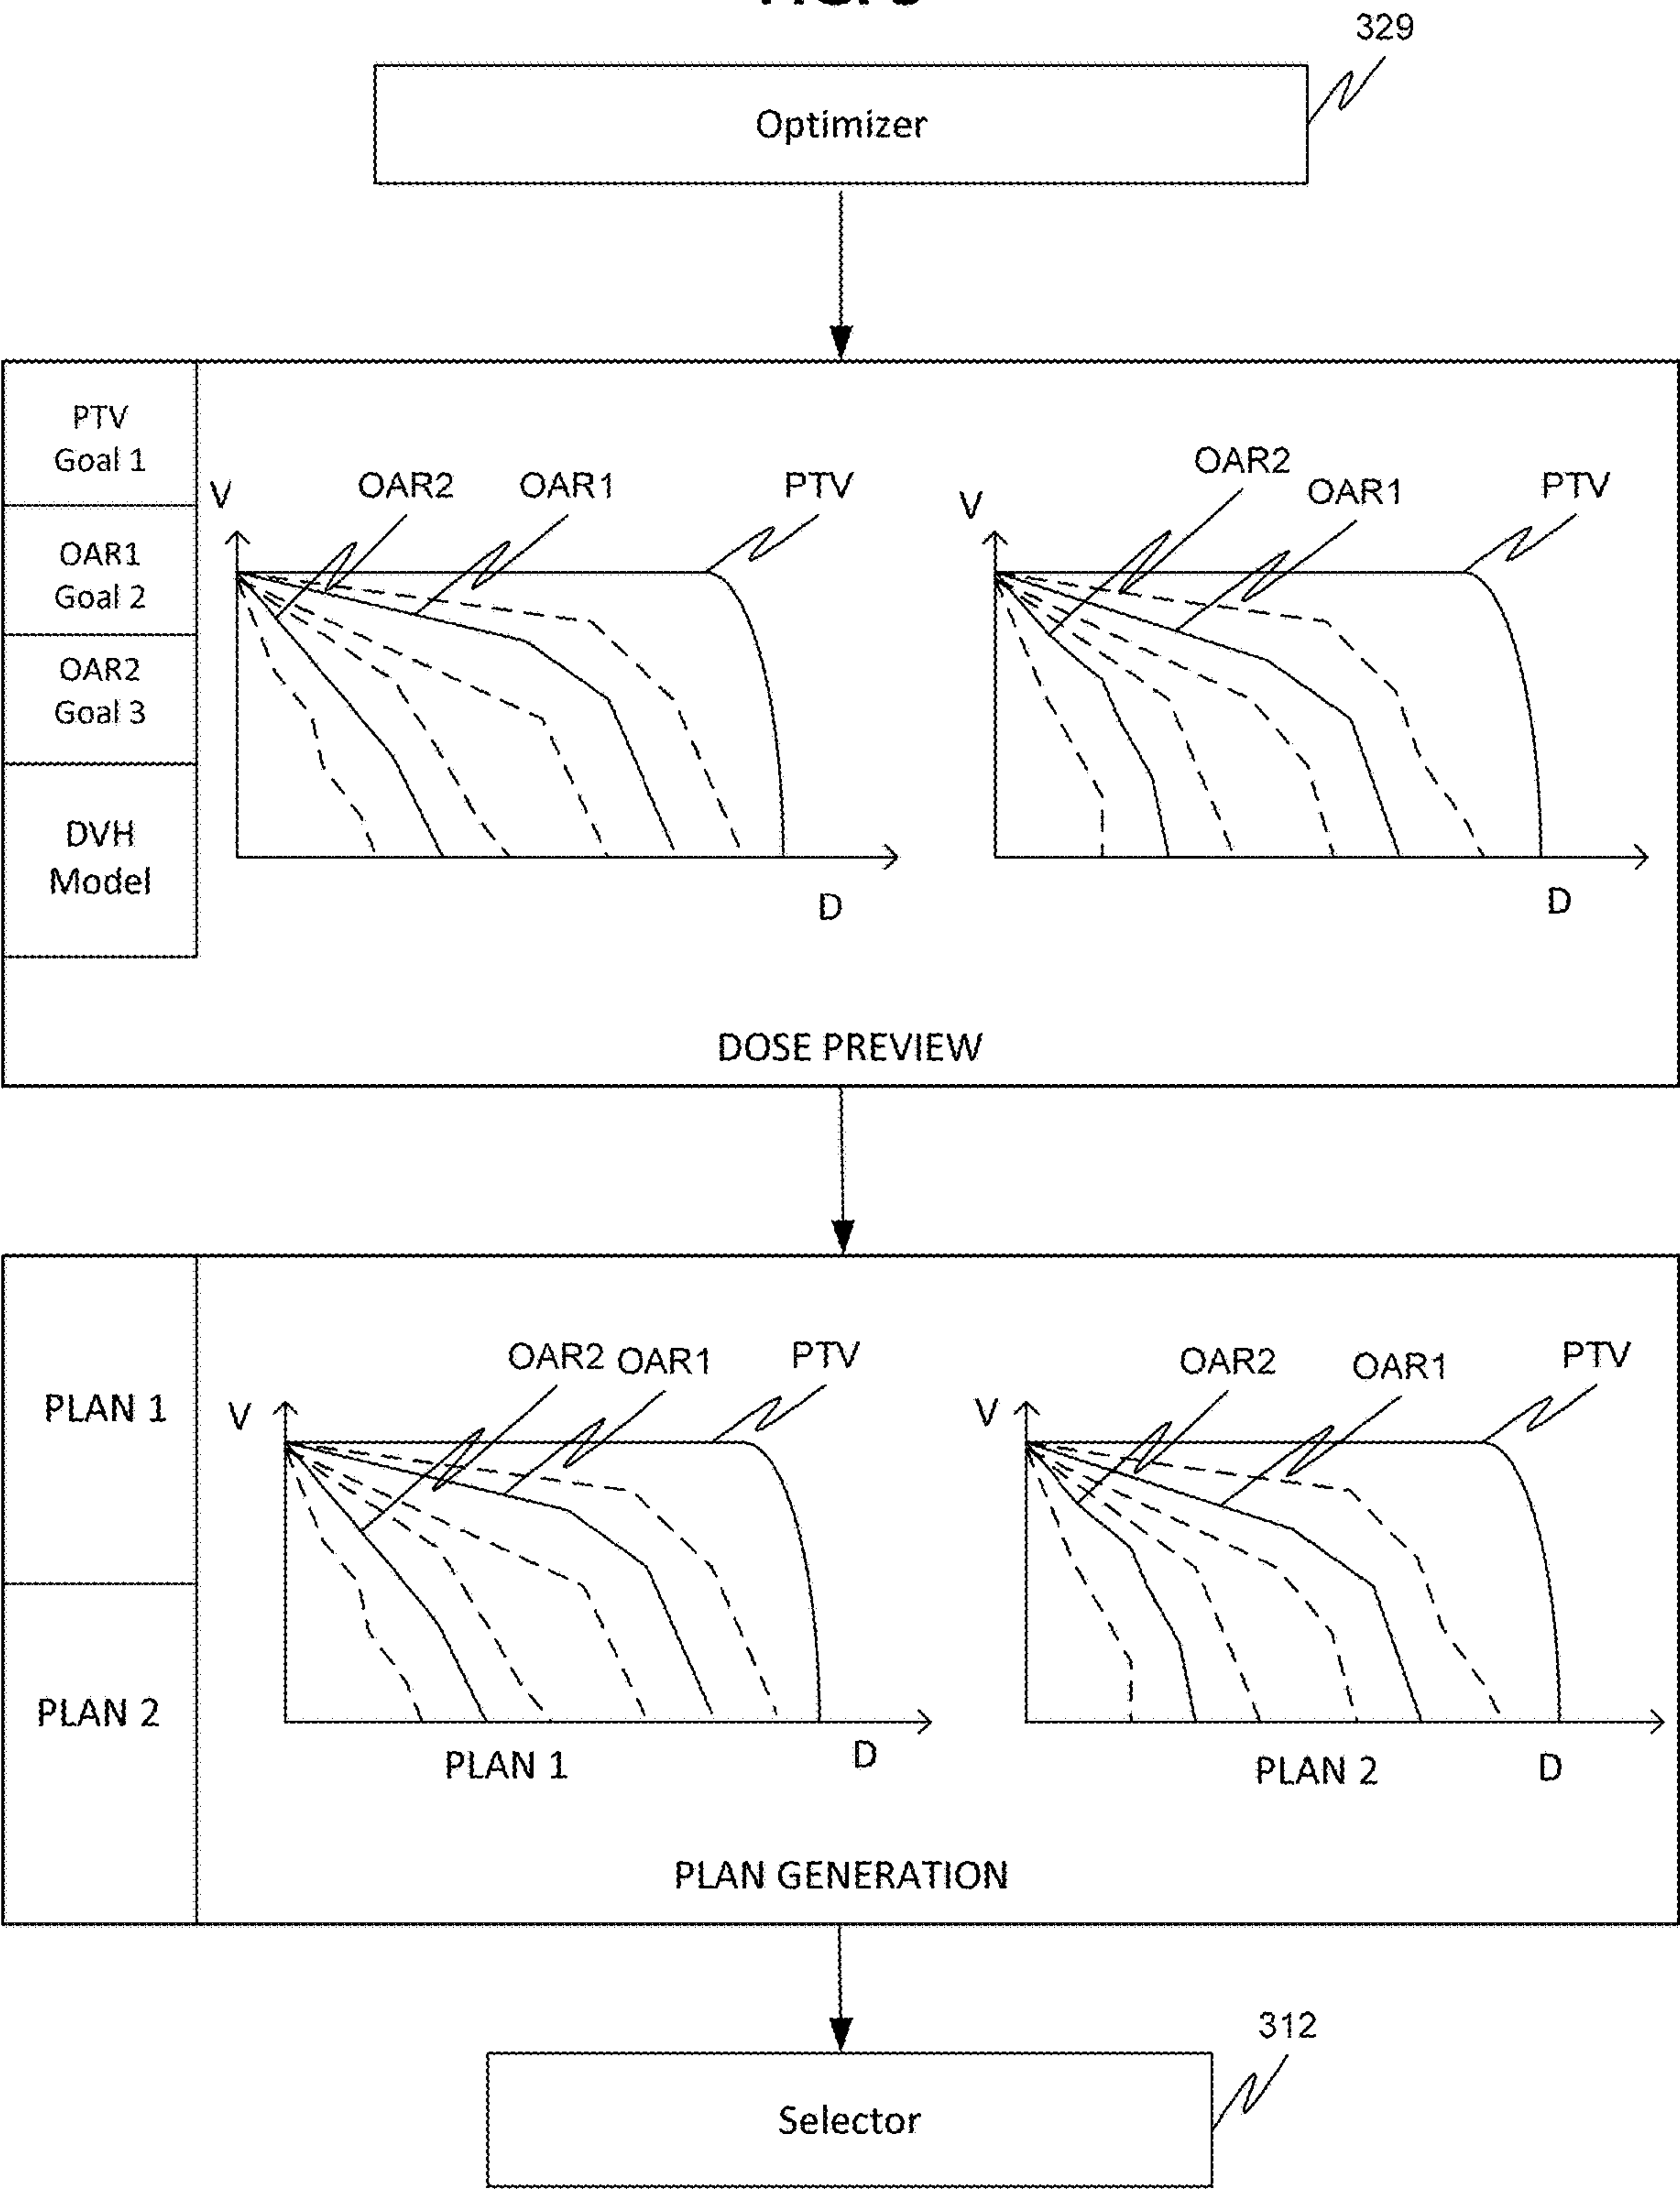 329
Optimizer
PTV
Goal 1
OAR1
Goal 2
OAR2
Goal 3
DVH
Model
V
OAR2
OAR1
PTV
D
V
OAR2
OAR1
PTV
D
DOSE PREVIEW
PLAN 1
PLAN 2
V
OAR2
OAR1
PTV
D
PLAN 1
V
OAR2
OAR1
PTV
D
PLAN 2
PLAN GENERATION
312
Selector